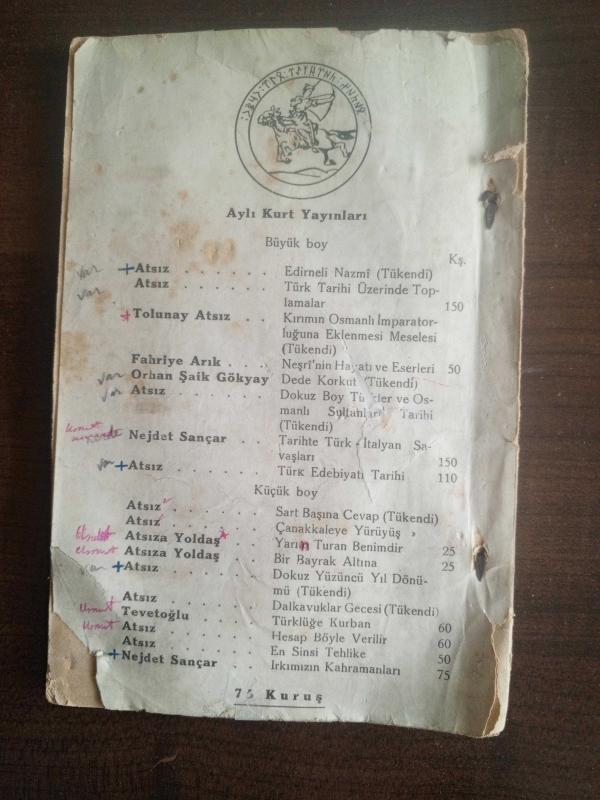 Aylı Kurt Yayınları
Büyük boy
Kş.
var + Atsız . . . . . . Edirneli Nazmî (Tükendi)
var Atsız . . . . . . Türk Tarihi Üzerinde Top-
lamalar 150
* Tolunay Atsız . . Kırımın Osmanlı İmparator-
luğuna Eklenmesi Meselesi
(Tükendi)
Fahriye Arık . . . Neşrî'nin Hayatı ve Eserleri 50
var Orhan Şaik Gökyay Dede Korkut (Tükendi)
var Atsız . . . . . . Dokuz Boy Türkler ve Os-
manlı Sultanları Tarihi
(Tükendi)
Nejdet Sançar . . . Tarihte Türk - İtalyan Sa-
vaşları 150
var + Atsız . . . . . . Türk Edebiyatı Tarihi 110
Küçük boy
Atsız . . . . . . Sart Başına Cevap (Tükendi)
Atsız . . . . . . Çanakkaleye Yürüyüş »
Atsıza Yoldaş * . . . Yarın Turan Benimdir 25
Atsıza Yoldaş . . . Bir Bayrak Altına 25
+ Atsız . . . . . . Dokuz Yüzüncü Yıl Dönü-
mü (Tükendi)
Atsız . . . . . . Dalkavuklar Gecesi (Tükendi)
Tevetoğlu . . . . . Türklüğe Kurban 60
Atsız . . . . . . Hesap Böyle Verilir 60
Atsız . . . . . . En Sinsi Tehlike 50
+ Nejdet Sançar . . . Irkımızın Kahramanları 75
75 Kuruş